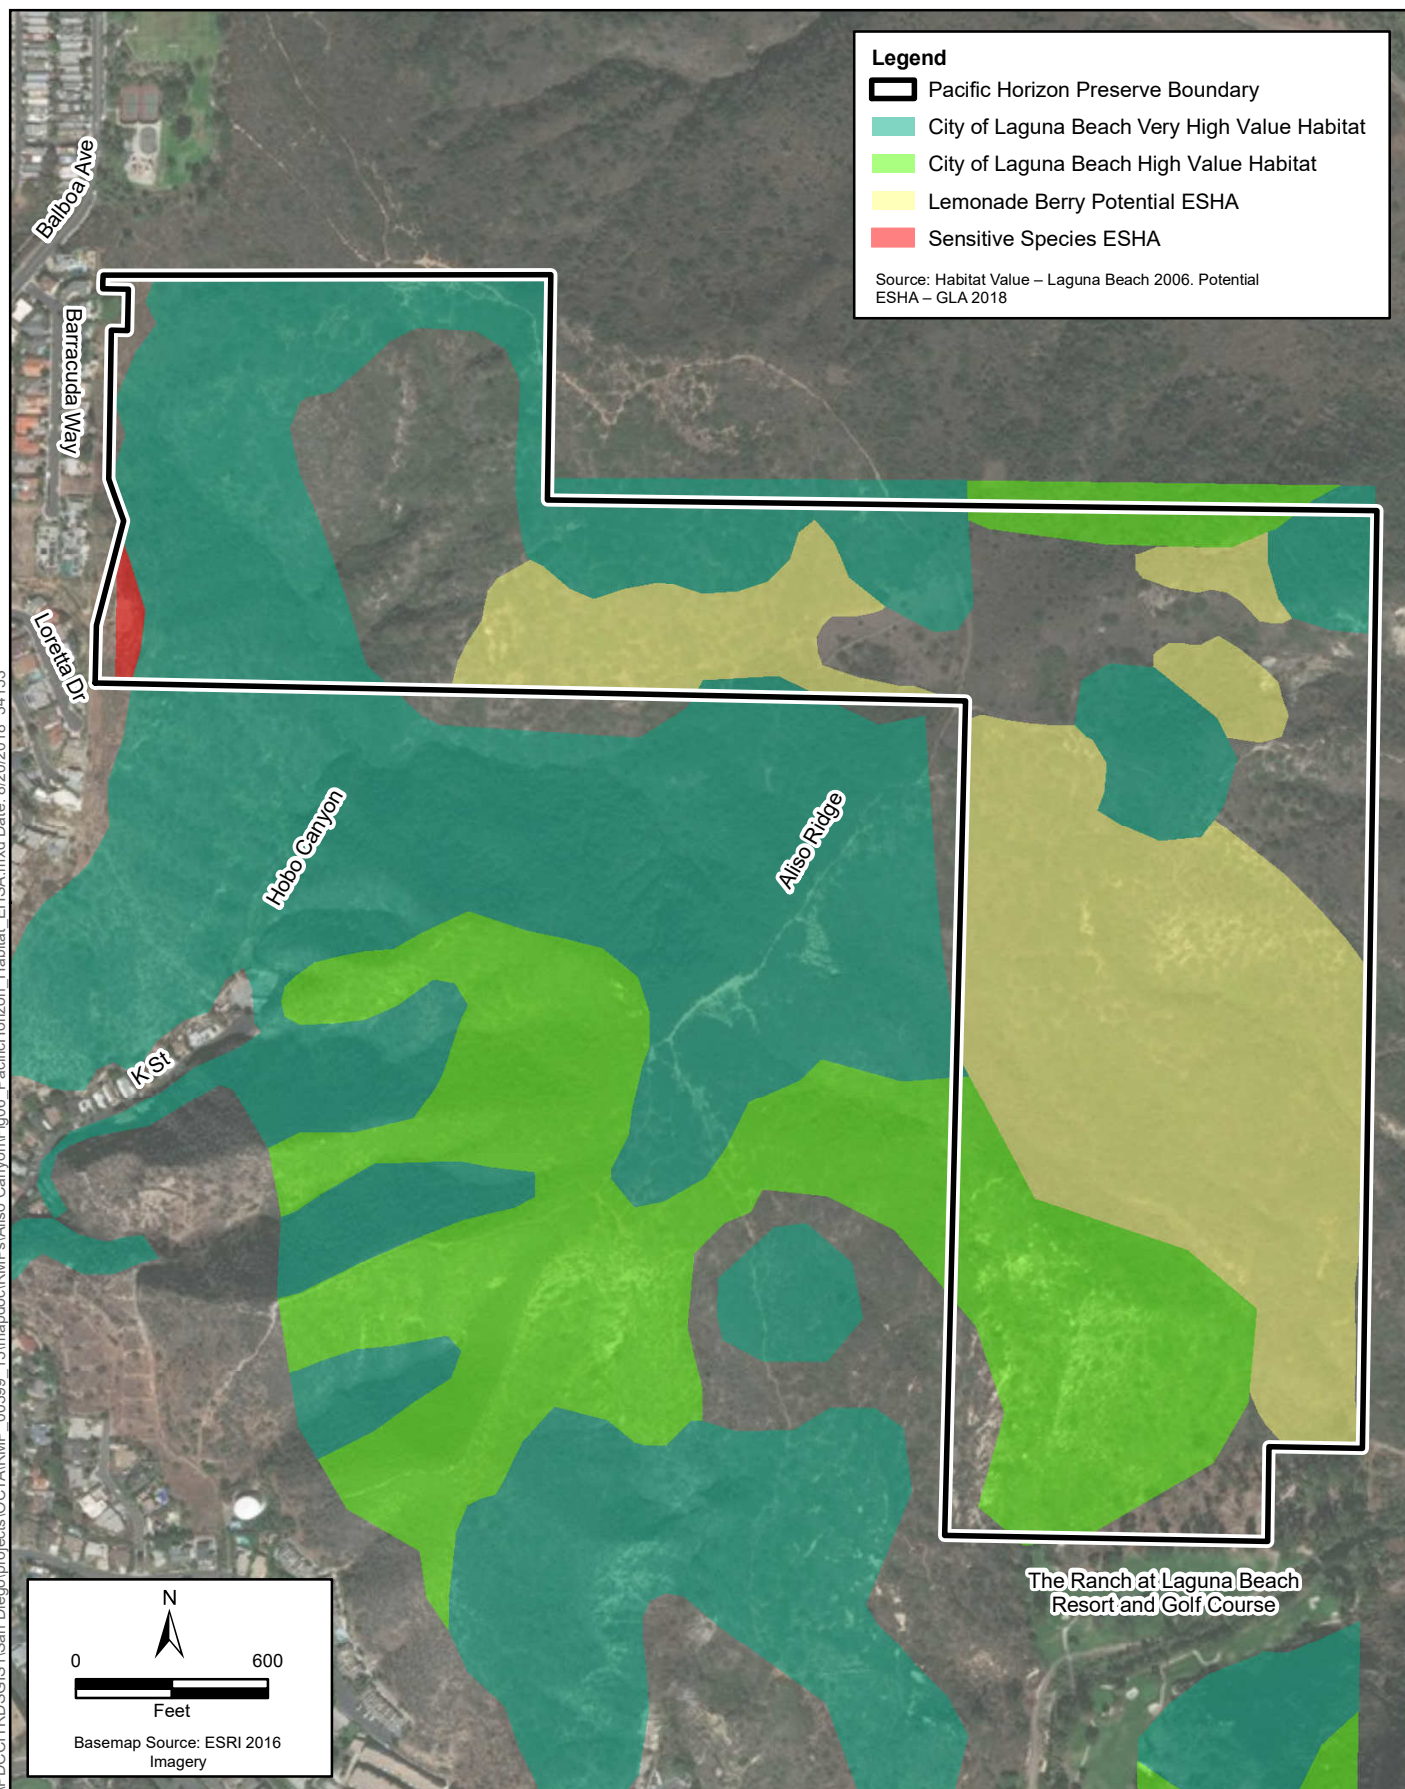 Legend
Pacific Horizon Preserve Boundary
City of Laguna Beach Very High Value Habitat
City of Laguna Beach High Value Habitat
Lemonade Berry Potential ESHA
Sensitive Species ESHA
Source: Habitat Value – Laguna Beach 2006. Potential
ESHA – GLA 2018
Balboa Ave
Barracuda Way
Loretta Dr
Hobo Canyon
Aliso Ridge
K St
The Ranch at Laguna Beach
Resort and Golf Course
N
0 600
Feet
Basemap Source: ESRI 2016
Imagery